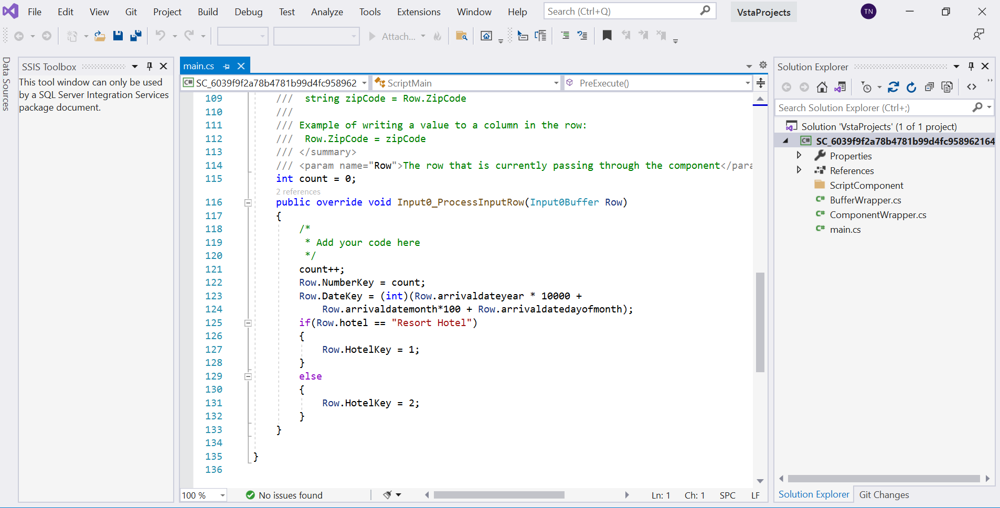 File Edit View Git Project Build Debug Test Analyze Tools Extensions Window Help Search (Ctrl+Q) VstaProjects TN
Attach...
Data Sources
SSIS Toolbox
This tool window can only be used
by a SQL Server Integration Services
package document.
main.cs
C# SC_6039f9f2a78b4781b99d4fc958962 ScriptMain PreExecute()
109 /// string zipCode = Row.ZipCode
110 ///
111 /// Example of writing a value to a column in the row:
112 /// Row.ZipCode = zipCode
113 /// </summary>
114 /// <param name="Row">The row that is currently passing through the component</para
115 int count = 0;
2 references
116 public override void Input0_ProcessInputRow(Input0Buffer Row)
117 {
118 /*
119 * Add your code here
120 */
121 count++;
122 Row.NumberKey = count;
123 Row.DateKey = (int)(Row.arrivaldateyear * 10000 +
124 Row.arrivaldatemonth*100 + Row.arrivaldatedayofmonth);
125 if(Row.hotel == "Resort Hotel")
126 {
127 Row.HotelKey = 1;
128 }
129 else
130 {
131 Row.HotelKey = 2;
132 }
133 }
134
135 }
136
100 % No issues found Ln: 1 Ch: 1 SPC LF
Solution Explorer
Search Solution Explorer (Ctrl+;)
Solution 'VstaProjects' (1 of 1 project)
C# SC_6039f9f2a78b4781b99d4fc958962164
Properties
References
ScriptComponent
C# BufferWrapper.cs
C# ComponentWrapper.cs
C# main.cs
Solution Explorer Git Changes